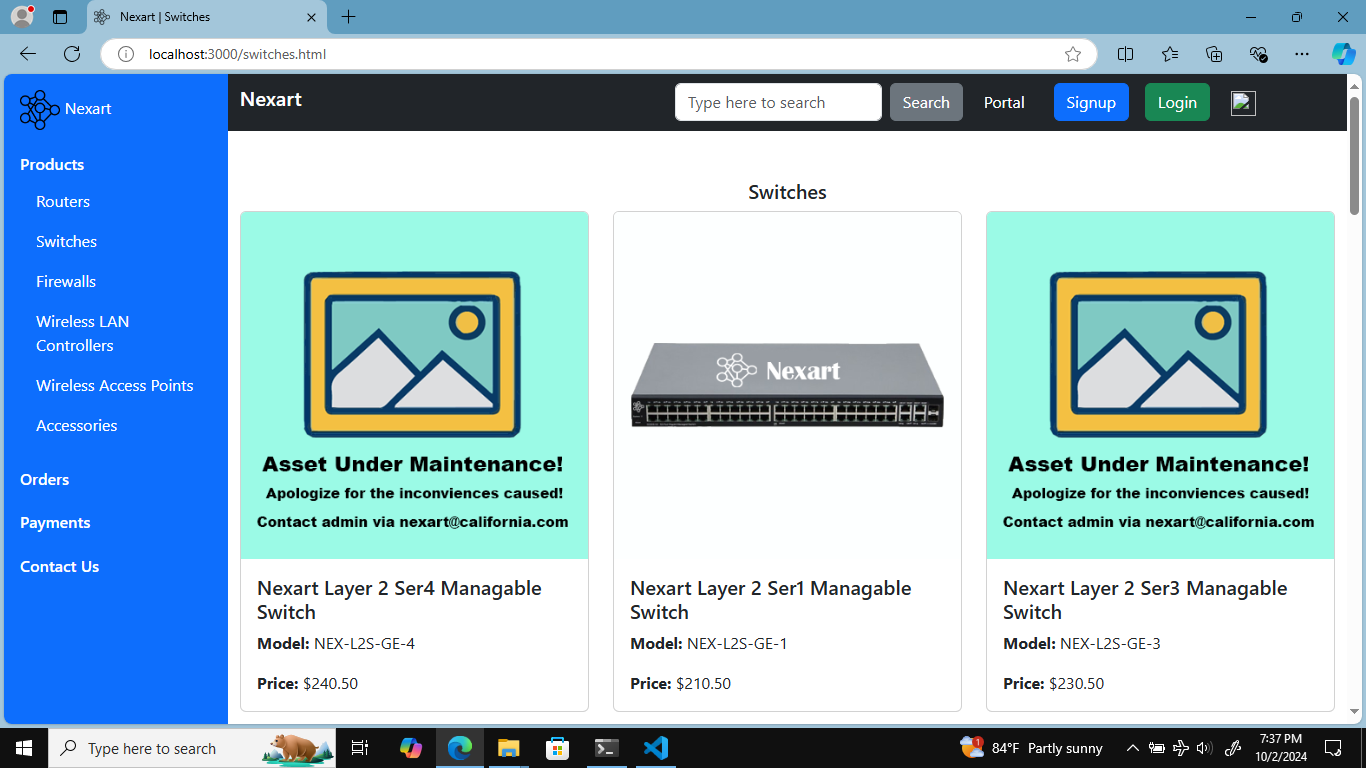 Nexart | Switches
localhost:3000/switches.html
Nexart
Products
Routers
Switches
Firewalls
Wireless LAN
Controllers
Wireless Access Points
Accessories
Orders
Payments
Contact Us
Nexart
Type here to search
Search
Portal
Signup
Login
Switches
Asset Under Maintenance!
Apologize for the inconviences caused!
Contact admin via nexart@california.com
Nexart Layer 2 Ser4 Managable
Switch
Model: NEX-L2S-GE-4
Price: $240.50
Nexart
Nexart Layer 2 Ser1 Managable
Switch
Model: NEX-L2S-GE-1
Price: $210.50
Asset Under Maintenance!
Apologize for the inconviences caused!
Contact admin via nexart@california.com
Nexart Layer 2 Ser3 Managable
Switch
Model: NEX-L2S-GE-3
Price: $230.50
Type here to search
1
84°F Partly sunny
7:37 PM
10/2/2024